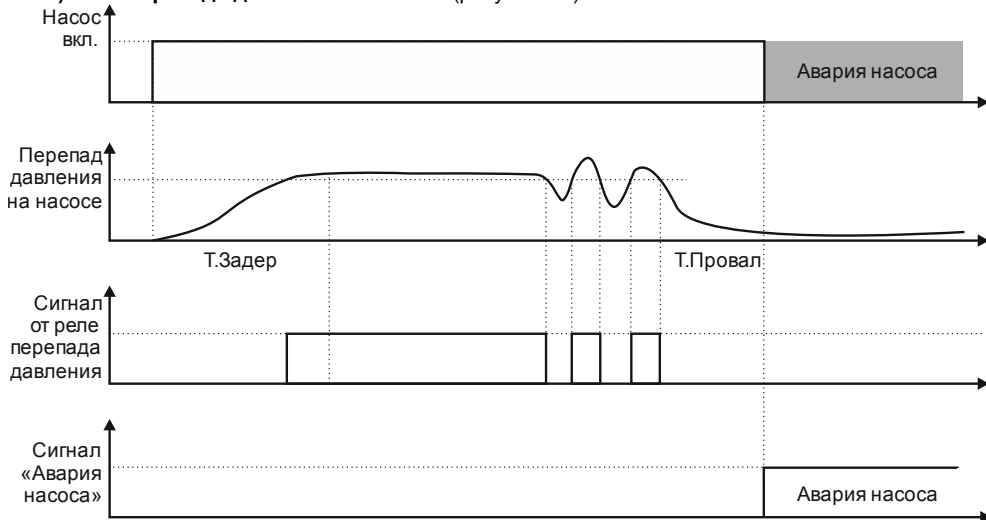 Насос
вкл.
Авария насоса
Перепад
давления
на насосе
Т.Задер
Т.Провал
Сигнал
от реле
перепада
давления
Сигнал
«Авария
насоса»
Авария насоса